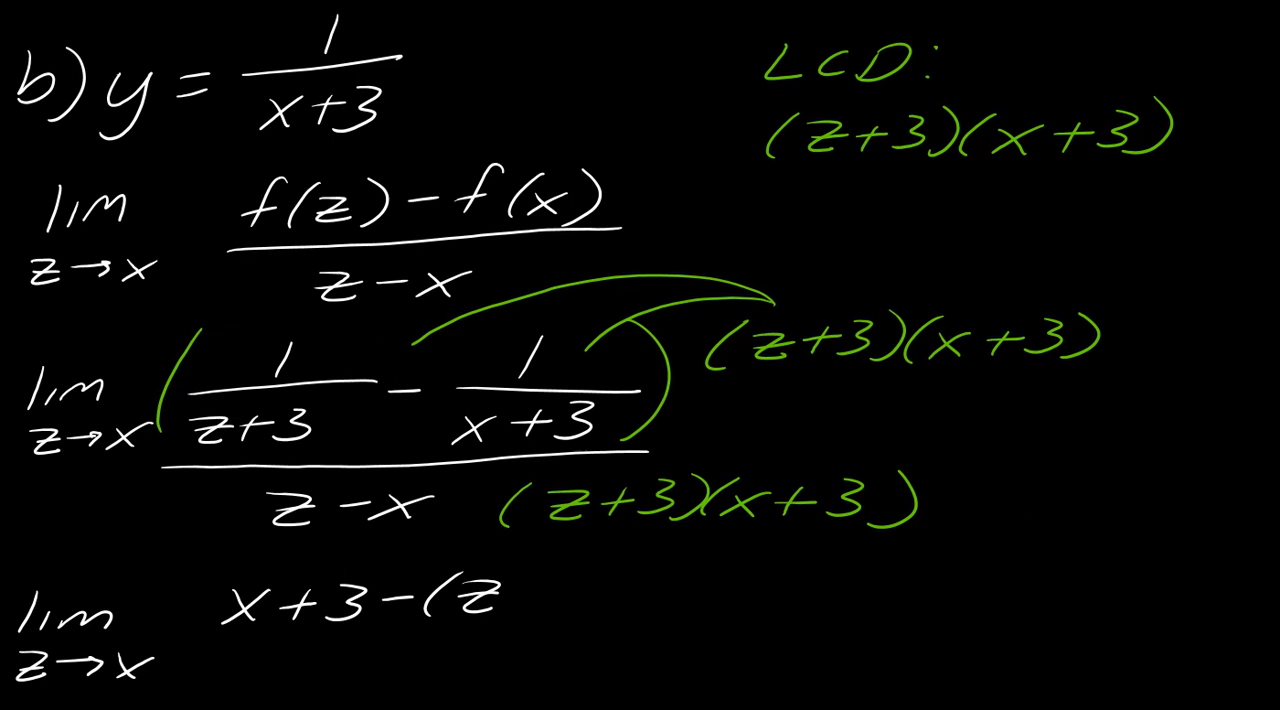 b) y = 1/(x+3)
LCD:
(z+3)(x+3)
lim z→x (f(z) - f(x))/(z - x)
lim z→x (1/(z+3) - 1/(x+3)) (z+3)(x+3)
z - x (z+3)(x+3)
lim z→x x+3-(z